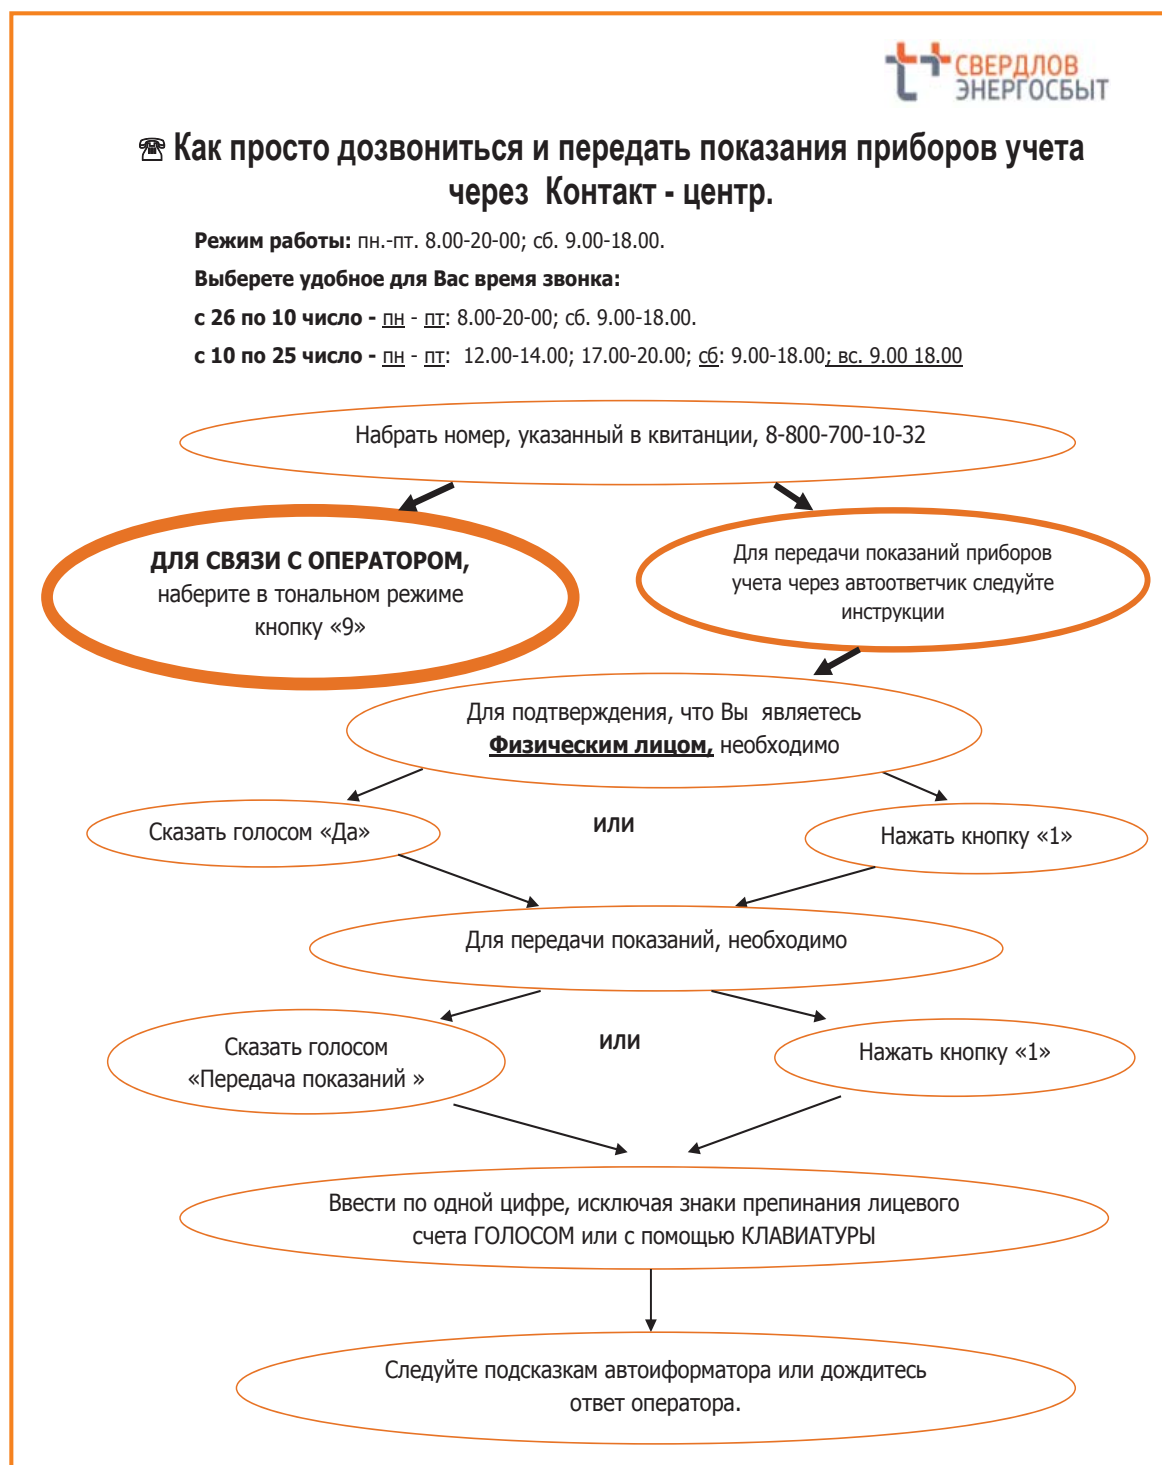 СВЕРДЛОВ
ЭНЕРГОСБЫТ
☎ Как просто дозвониться и передать показания приборов учета
через Контакт - центр.
Режим работы: пн.-пт. 8.00-20-00; сб. 9.00-18.00.
Выберете удобное для Вас время звонка:
с 26 по 10 число - пн - пт: 8.00-20-00; сб. 9.00-18.00.
с 10 по 25 число - пн - пт: 12.00-14.00; 17.00-20.00; сб: 9.00-18.00; вс. 9.00 18.00
Набрать номер, указанный в квитанции, 8-800-700-10-32
ДЛЯ СВЯЗИ С ОПЕРАТОРОМ,
наберите в тональном режиме
кнопку «9»
Для передачи показаний приборов
учета через автоответчик следуйте
инструкции
Для подтверждения, что Вы являетесь
Физическим лицом, необходимо
Сказать голосом «Да»
ИЛИ
Нажать кнопку «1»
Для передачи показаний, необходимо
Сказать голосом
«Передача показаний »
ИЛИ
Нажать кнопку «1»
Ввести по одной цифре, исключая знаки препинания лицевого
счета ГОЛОСОМ или с помощью КЛАВИАТУРЫ
Следуйте подсказкам автоиформатора или дождитесь
ответ оператора.